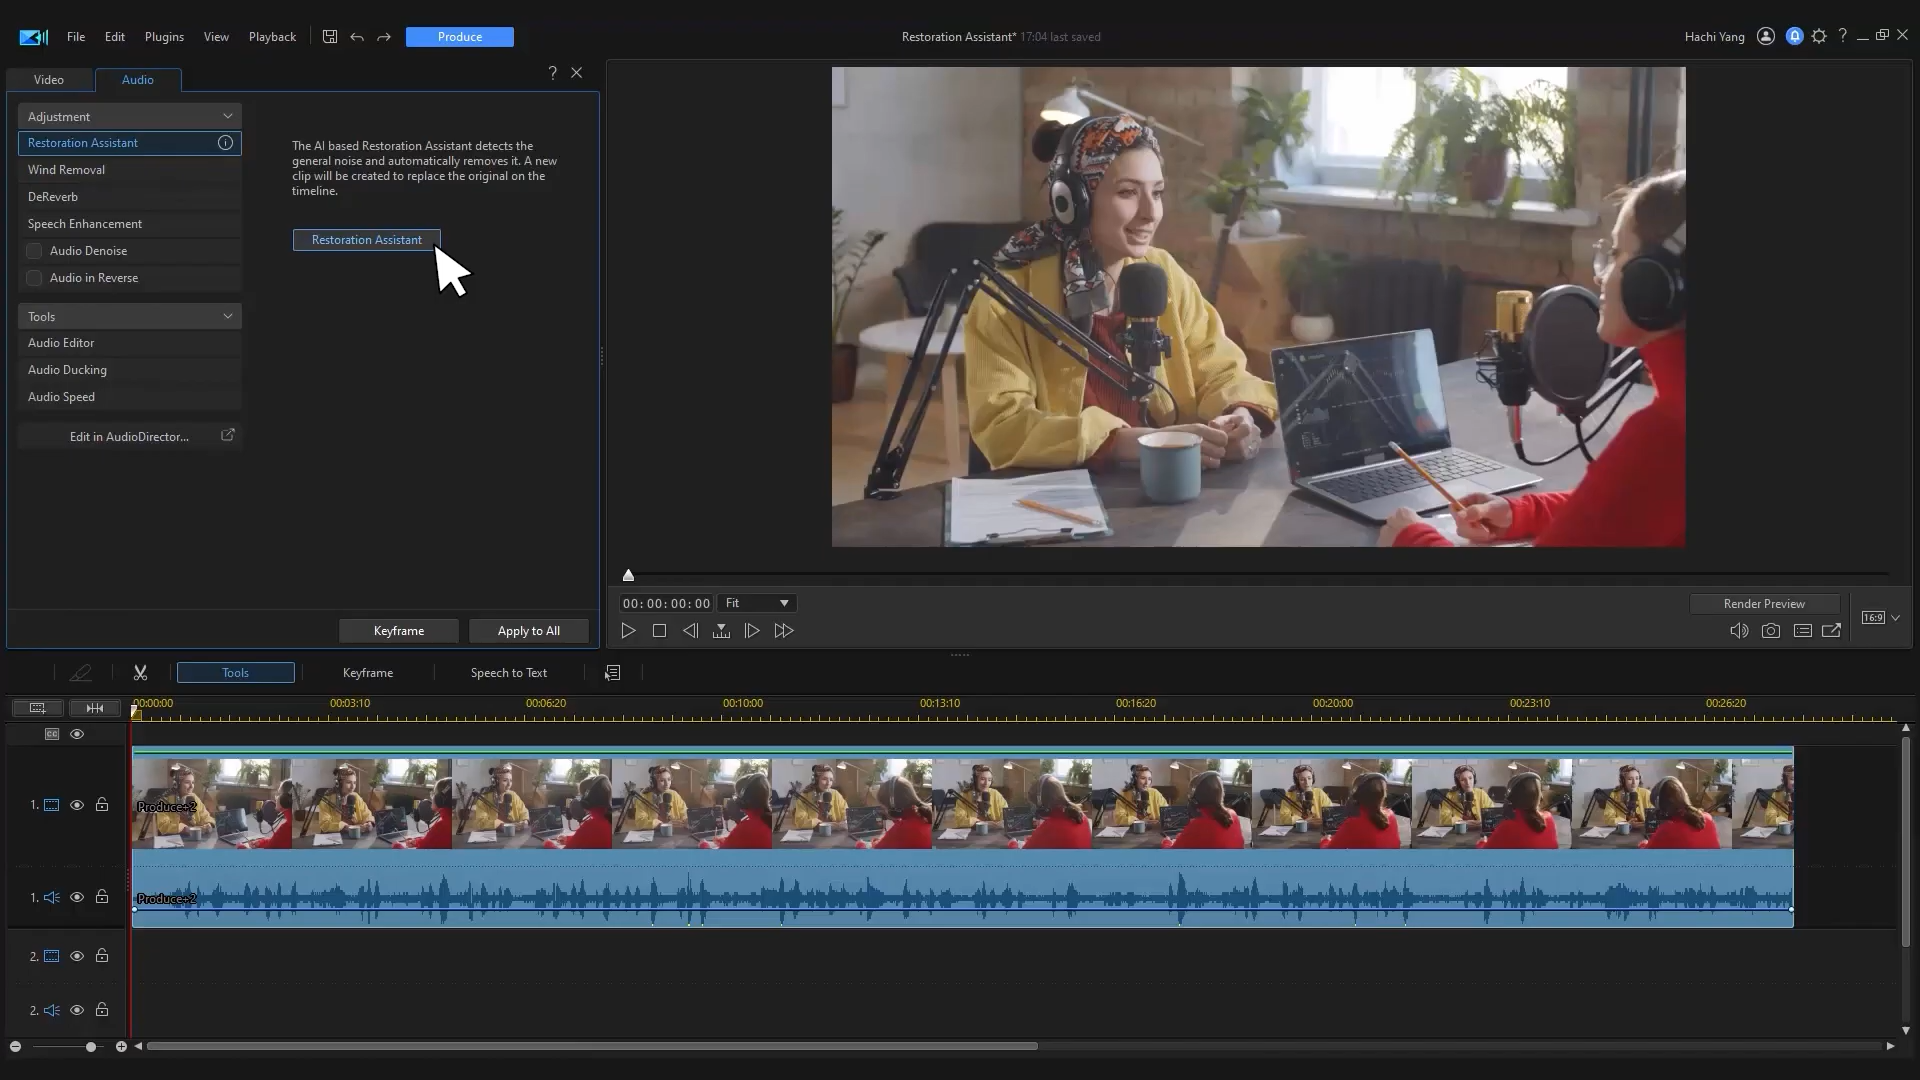 File Edit Plugins View Playback Produce Restoration Assistant* 17:04 last saved Hachi Yang ?
Video Audio ?
Adjustment
Restoration Assistant
Wind Removal
DeReverb
Speech Enhancement
Audio Denoise
Audio in Reverse
Tools
Audio Editor
Audio Ducking
Audio Speed
Edit in AudioDirector...
The AI based Restoration Assistant detects the
general noise and automatically removes it. A new
clip will be created to replace the original on the
timeline.
Restoration Assistant
Keyframe Apply to All
00:00:00:00 Fit Render Preview
16:9
Tools Keyframe Speech to Text
00:00:00 00:03:10 00:06:20 00:10:00 00:13:10 00:16:20 00:20:00 00:23:10 00:26:20
CC
1. Produce+2
1. Produce+2
2.
2.